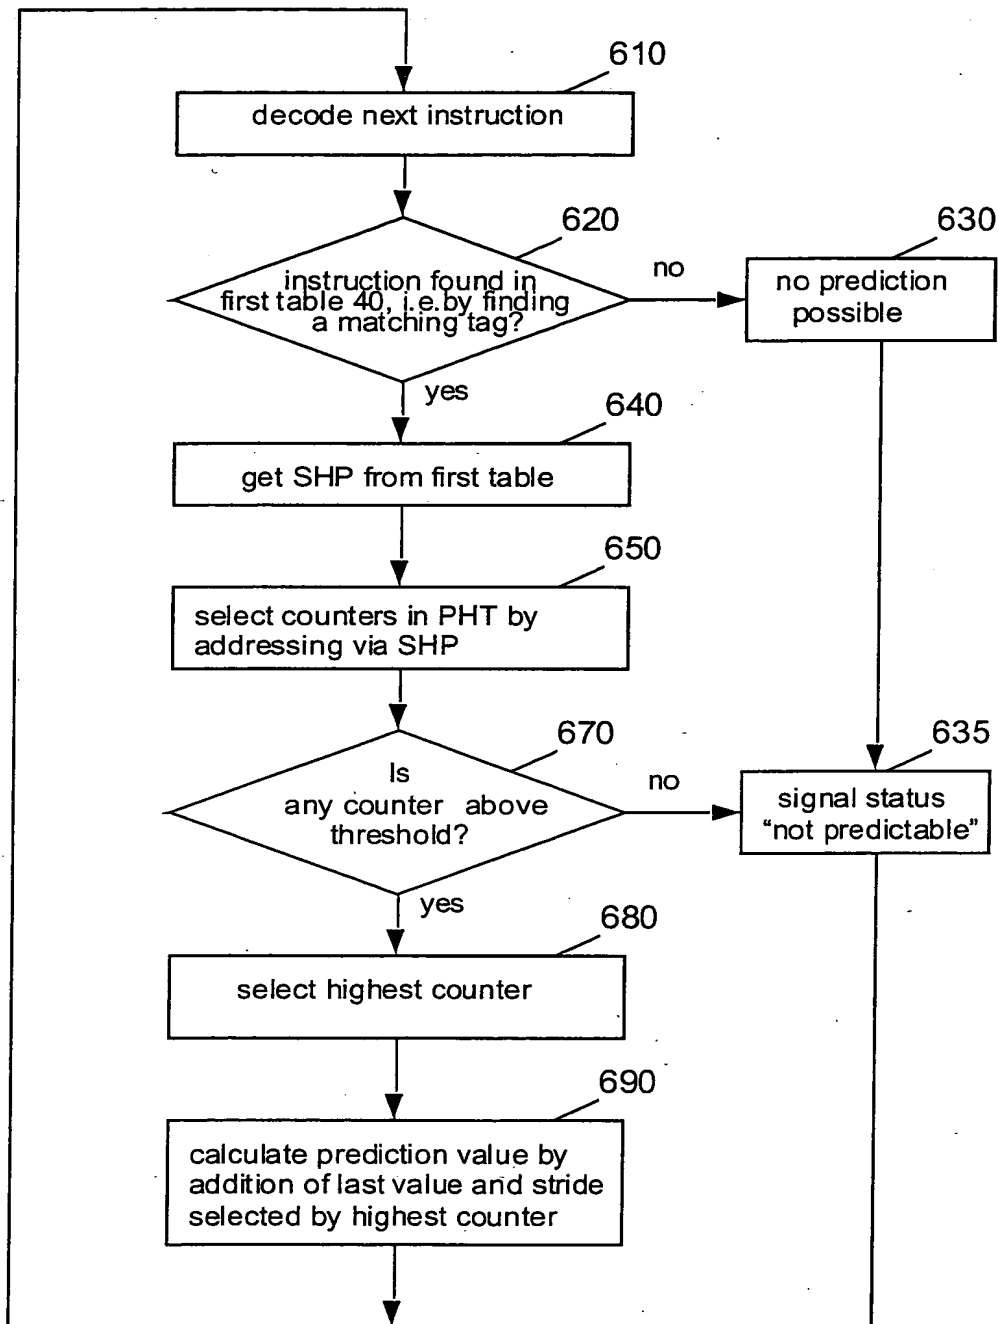 610
decode next instruction
620
630
instruction found in
first table 40, i.e.by finding
a matching tag?
no
no prediction
possible
yes
640
get SHP from first table
650
select counters in PHT by
addressing via SHP
670
635
Is
any counter above
threshold?
no
signal status
“not predictable”
yes
680
select highest counter
690
calculate prediction value by
addition of last value and stride
selected by highest counter